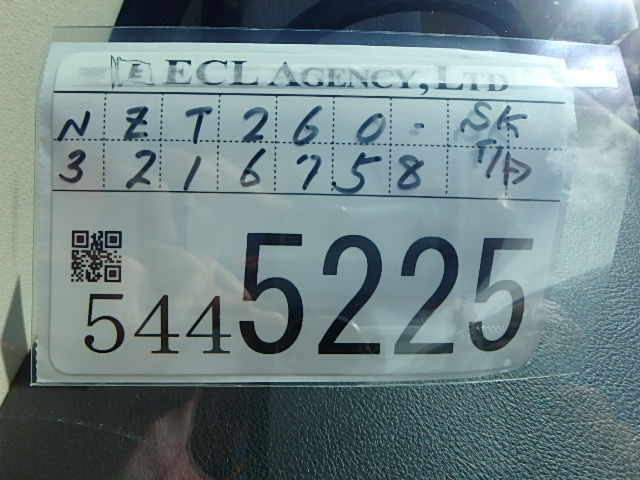 E ECL AGENCY, LTD
NZT260- SK
3216758
5445225